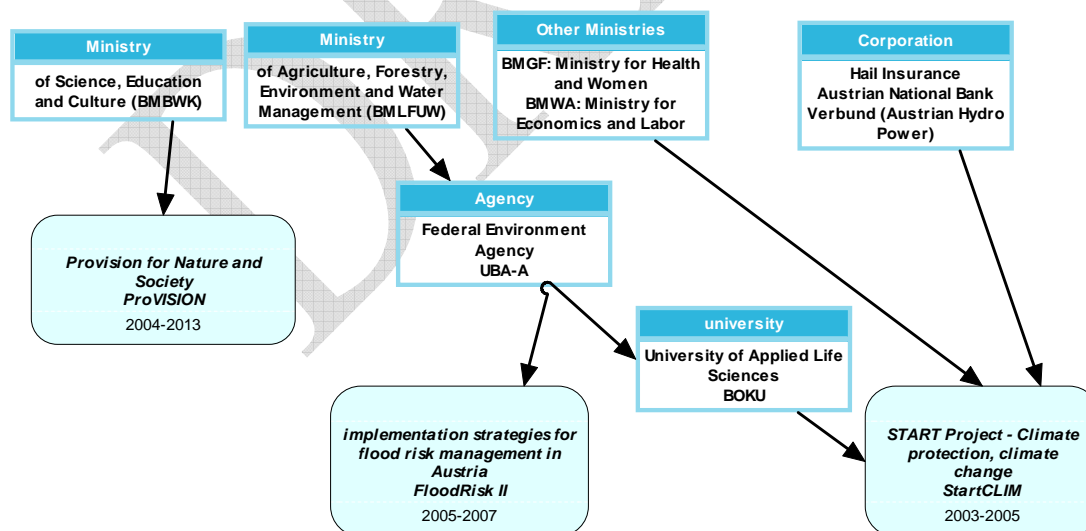 Ministry
of Science, Education
and Culture (BMBWK)
Ministry
of Agriculture, Forestry,
Environment and Water
Management (BMLFUW)
Other Ministries
BMGF: Ministry for Health
and Women
BMWA: Ministry for
Economics and Labor
Corporation
Hail Insurance
Austrian National Bank
Verbund (Austrian Hydro
Power)
Agency
Federal Environment
Agency
UBA-A
Provision for Nature and
Society
ProVISION
2004-2013
university
University of Applied Life
Sciences
BOKU
implementation strategies for
flood risk management in
Austria
FloodRisk II
2005-2007
START Project - Climate
protection, climate
change
StartCLIM
2003-2005